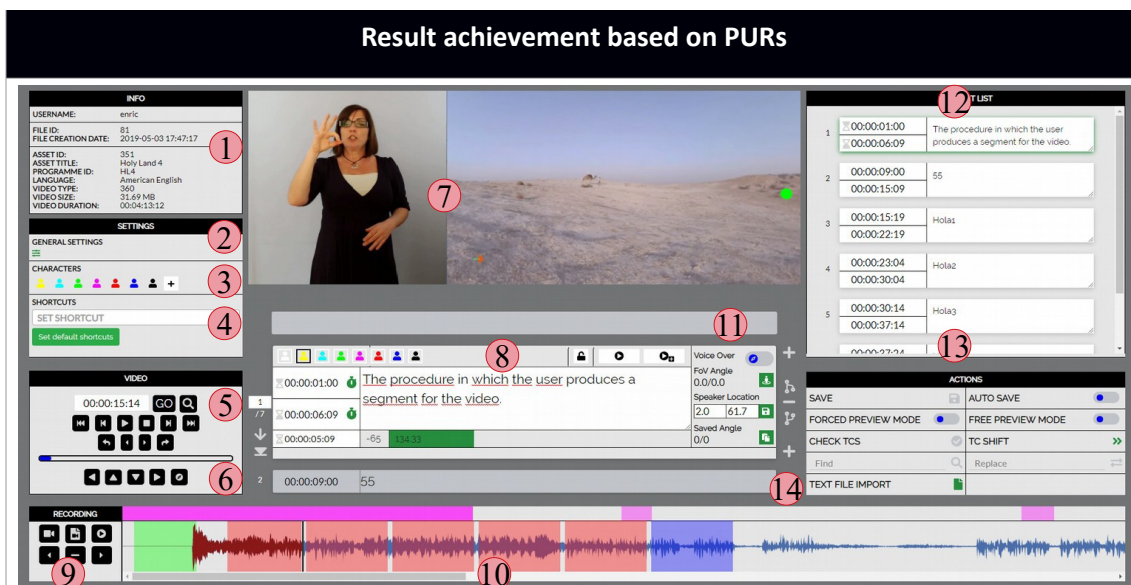 Result achievement based on PURs
INFO
USERNAME: enric
FILE ID: 81
FILE CREATION DATE: 2019-05-03 17:47:17
ASSET ID: 351
ASSET TITLE: Holy Land 4
PROGRAMME ID: HL4
LANGUAGE: American English
VIDEO TYPE: 360
VIDEO SIZE: 31.69 MB
VIDEO DURATION: 00:04:13:12
1
SETTINGS
2
GENERAL SETTINGS
CHARACTERS
3
+
SHORTCUTS
SET SHORTCUT
4
Set default shortcuts
VIDEO
00:00:15:14 GO
5
6
RECORDING
9
7
11
8
Voice Over
00:00:01:00
The procedure in which the user produces a
segment for the video.
FoV Angle
0.0/0.0
1
/7
00:00:06:09
Speaker Location
2.0 61.7
00:00:05:09
-65 134.33
Saved Angle
0/0
2 00:00:09:00 55
14
10
12
LIST
1 00:00:01:00
00:00:06:09
The procedure in which the user
produces a segment for the video.
2 00:00:09:00 55
00:00:15:09
3 00:00:15:19 Hola1
00:00:22:19
4 00:00:23:04 Hola2
00:00:30:04
5 00:00:30:14 Hola3
00:00:37:14
13
ACTIONS
SAVE AUTO SAVE
FORCED PREVIEW MODE FREE PREVIEW MODE
CHECK TCS TC SHIFT
Find Replace
TEXT FILE IMPORT